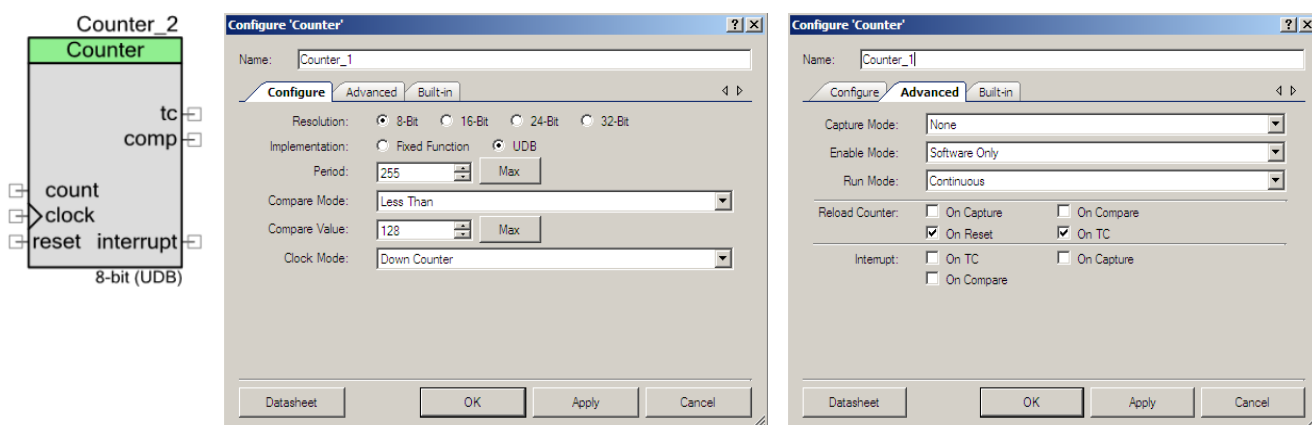 Counter_2
Counter
tc
comp
count
clock
reset interrupt
8-bit (UDB)
Configure 'Counter'
Name: Counter_1
Configure Advanced Built-in
Resolution: 8-Bit 16-Bit 24-Bit 32-Bit
Implementation: Fixed Function UDB
Period: 255 Max
Compare Mode: Less Than
Compare Value: 128 Max
Clock Mode: Down Counter
Datasheet OK Apply Cancel
Configure 'Counter'
Name: Counter_1
Configure Advanced Built-in
Capture Mode: None
Enable Mode: Software Only
Run Mode: Continuous
Reload Counter: On Capture On Compare
On Reset On TC
Interrupt: On TC On Capture
On Compare
Datasheet OK Apply Cancel